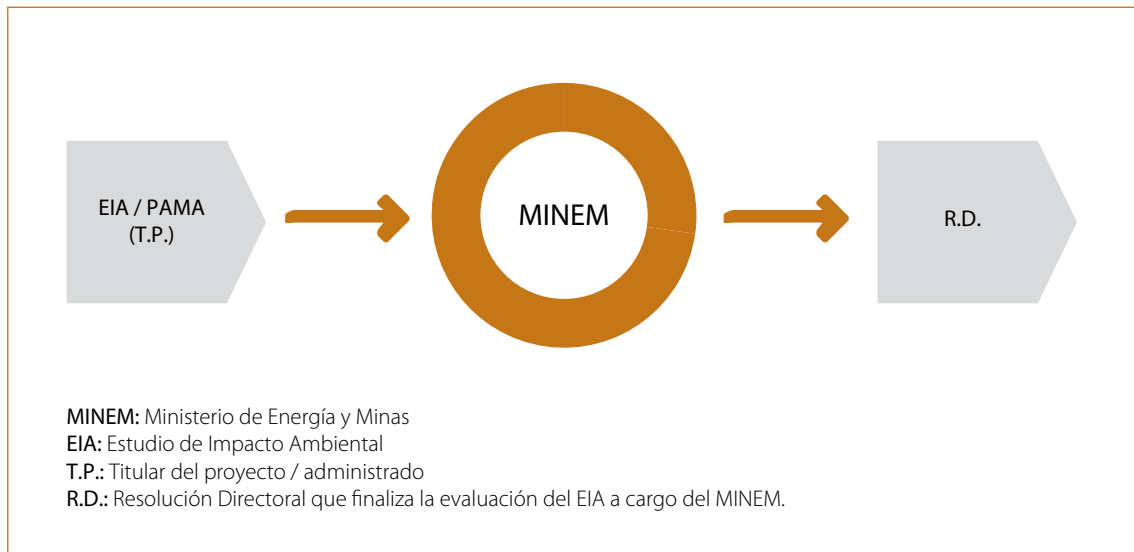 EIA / PAMA
(T.P.)
MINEM
R.D.
MINEM: Ministerio de Energía y Minas
EIA: Estudio de Impacto Ambiental
T.P.: Titular del proyecto / administrado
R.D.: Resolución Directoral que finaliza la evaluación del EIA a cargo del MINEM.